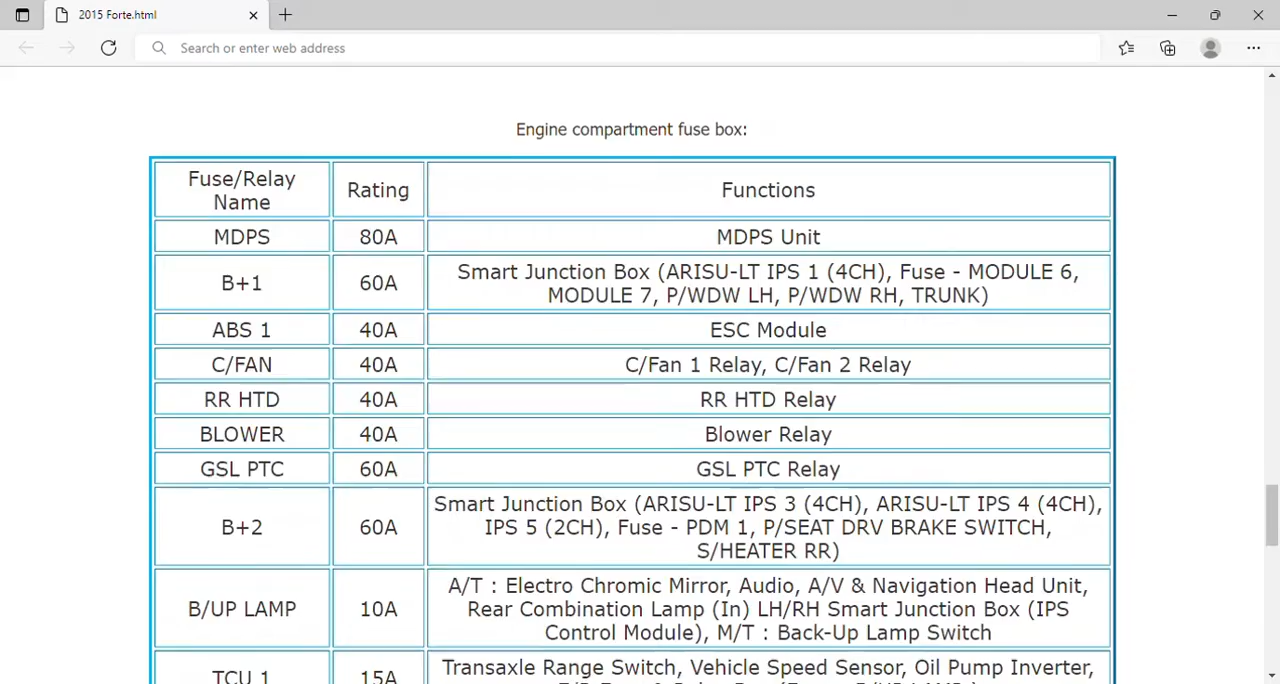 2015 Forte.html
Search or enter web address
Engine compartment fuse box:
Fuse/Relay
Name
Rating
Functions
MDPS 80A MDPS Unit
B+1 60A Smart Junction Box (ARISU-LT IPS 1 (4CH), Fuse - MODULE 6,
MODULE 7, P/WDW LH, P/WDW RH, TRUNK)
ABS 1 40A ESC Module
C/FAN 40A C/Fan 1 Relay, C/Fan 2 Relay
RR HTD 40A RR HTD Relay
BLOWER 40A Blower Relay
GSL PTC 60A GSL PTC Relay
B+2 60A Smart Junction Box (ARISU-LT IPS 3 (4CH), ARISU-LT IPS 4 (4CH),
IPS 5 (2CH), Fuse - PDM 1, P/SEAT DRV BRAKE SWITCH,
S/HEATER RR)
B/UP LAMP 10A A/T : Electro Chromic Mirror, Audio, A/V & Navigation Head Unit,
Rear Combination Lamp (In) LH/RH Smart Junction Box (IPS
Control Module), M/T : Back-Up Lamp Switch
TCU 1 15A Transaxle Range Switch, Vehicle Speed Sensor, Oil Pump Inverter,